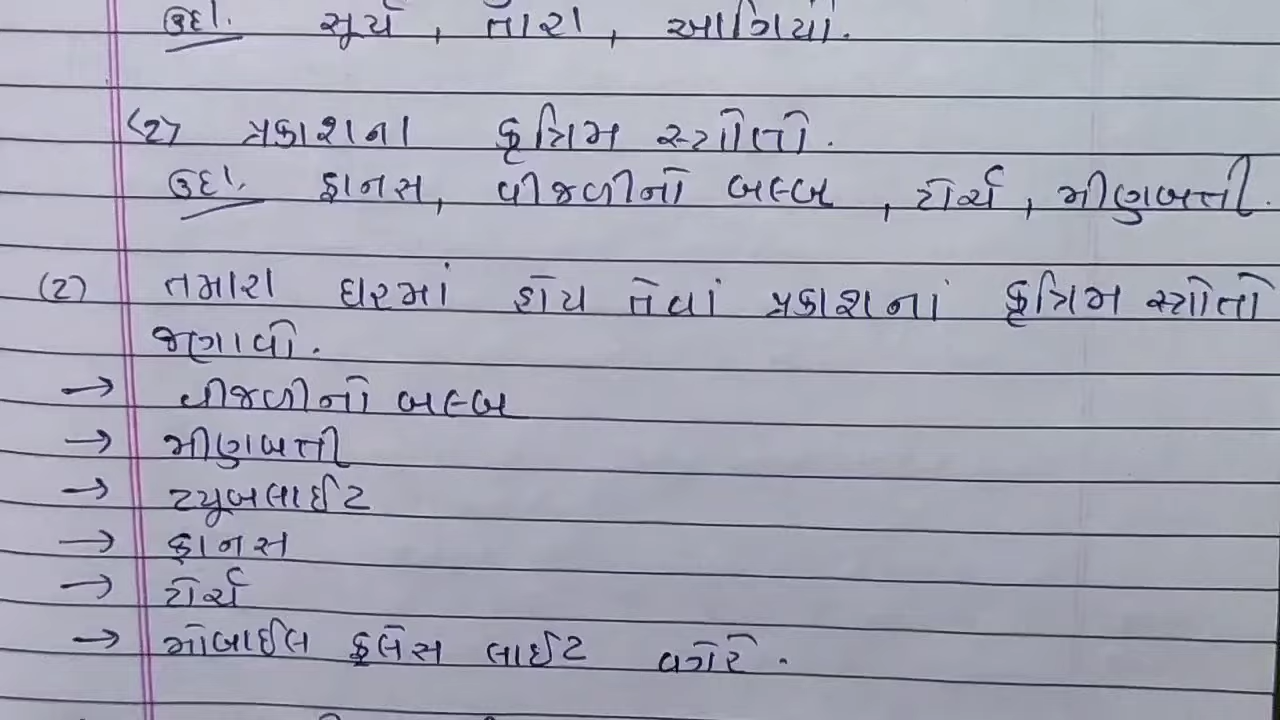 ઉદા. સૂર્ય, તારા, આગિયો.
(2) પ્રકાશના કૃત્રિમ સ્ત્રોતો.
ઉદા. ફાનસ, વીજળીનો બલ્બ, ટોર્ચ, મીણબત્તી.
(2) તમારા ઘરમાં હોય તેવાં પ્રકાશનાં કૃત્રિમ સ્ત્રોતો
જણાવો.
→ વીજળીનો બલ્બ
→ મીણબત્તી
→ ટયુબલાઈટ
→ ફાનસ
→ ટોર્ચ
→ મોબાઈલ ફ્લેસ લાઈટ વગેરે.